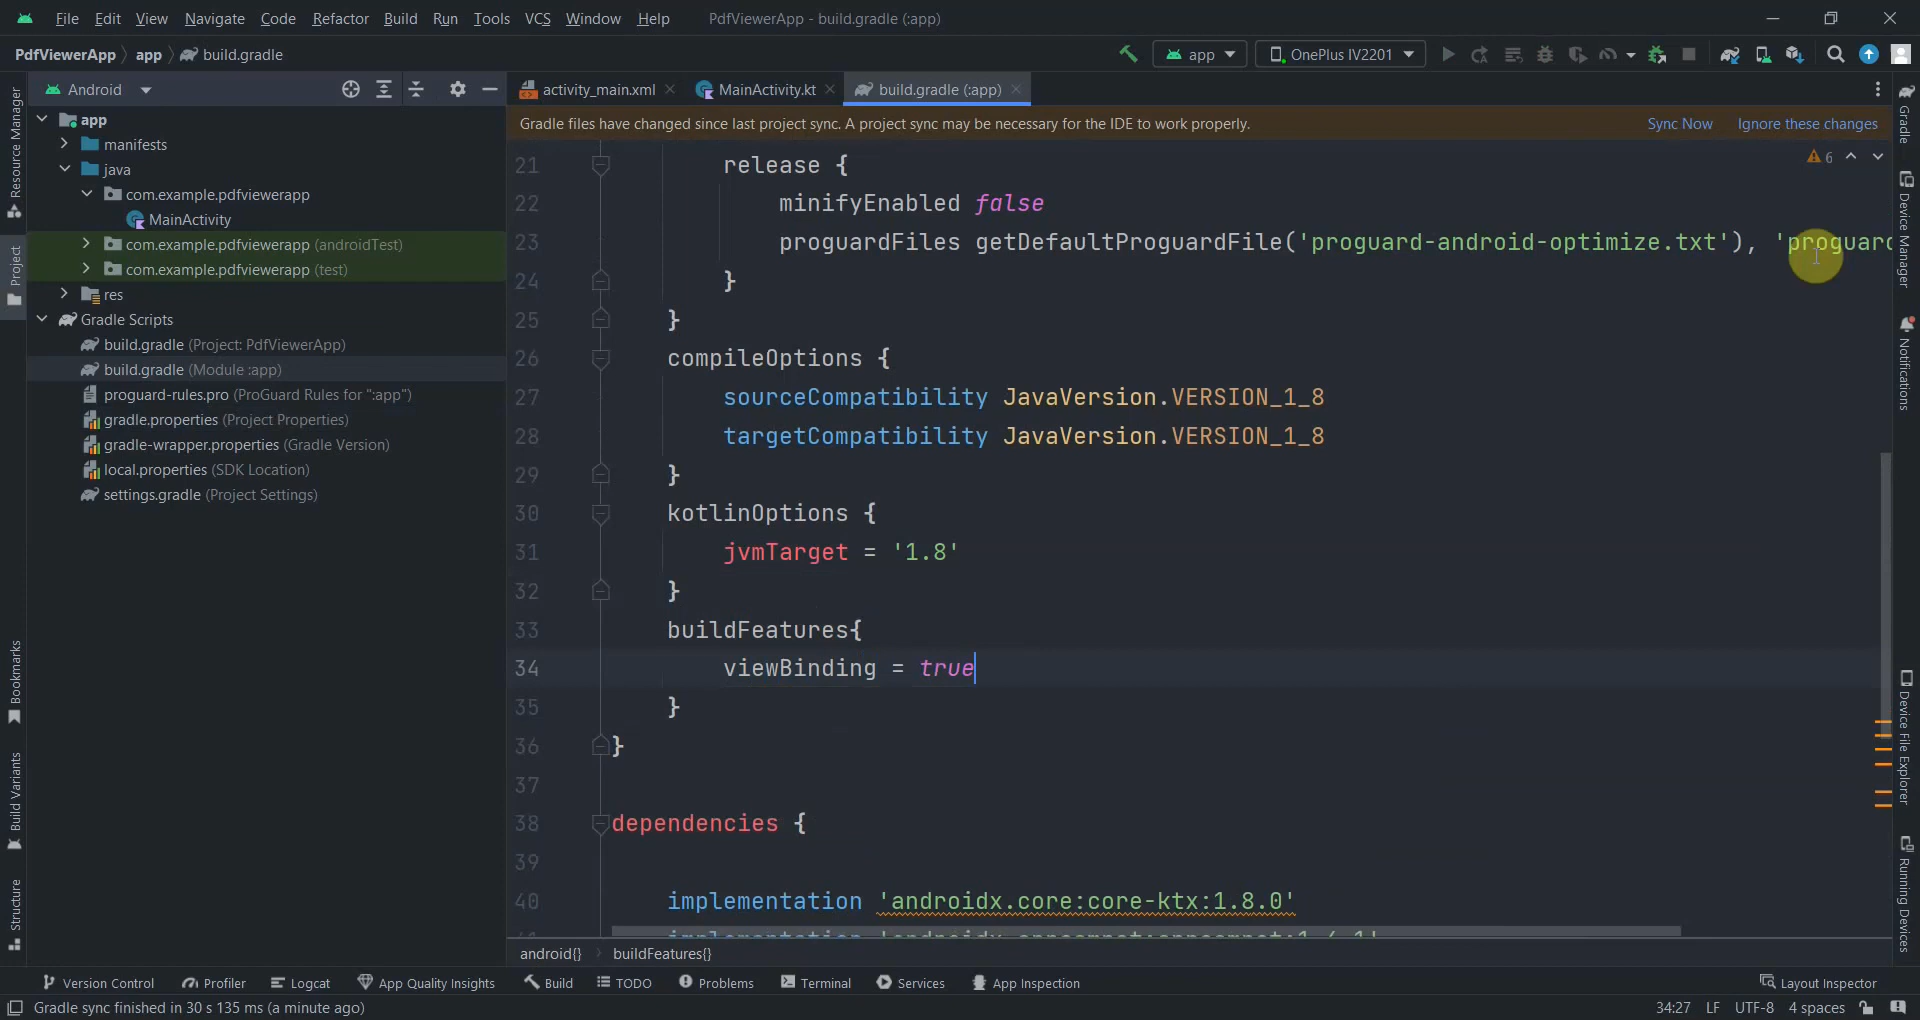 File Edit View Navigate Code Refactor Build Run Tools VCS Window Help PdfViewerApp - build.gradle (:app)
PdfViewerApp app build.gradle app OnePlus IV2201
Android activity_main.xml MainActivity.kt build.gradle (:app)
Gradle files have changed since last project sync. A project sync may be necessary for the IDE to work properly. Sync Now Ignore these changes
app
manifests
java
com.example.pdfviewerapp
MainActivity
com.example.pdfviewerapp (androidTest)
com.example.pdfviewerapp (test)
res
Gradle Scripts
build.gradle (Project: PdfViewerApp)
build.gradle (Module :app)
proguard-rules.pro (ProGuard Rules for ":app")
gradle.properties (Project Properties)
gradle-wrapper.properties (Gradle Version)
local.properties (SDK Location)
settings.gradle (Project Settings)
6
21 release {
22 minifyEnabled false
23 proguardFiles getDefaultProguardFile('proguard-android-optimize.txt'), 'proguard
24 }
25 }
26 compileOptions {
27 sourceCompatibility JavaVersion.VERSION_1_8
28 targetCompatibility JavaVersion.VERSION_1_8
29 }
30 kotlinOptions {
31 jvmTarget = '1.8'
32 }
33 buildFeatures{
34 viewBinding = true
35 }
36 }
37
38 dependencies {
39
40 implementation 'androidx.core:core-ktx:1.8.0'
android{} buildFeatures{}
Resource Manager
Project
Bookmarks
Build Variants
Structure
Gradle
Device Manager
Notifications
Device File Explorer
Running Devices
Version Control Profiler Logcat App Quality Insights Build TODO Problems Terminal Services App Inspection Layout Inspector
Gradle sync finished in 30 s 135 ms (a minute ago) 34:27 LF UTF-8 4 spaces